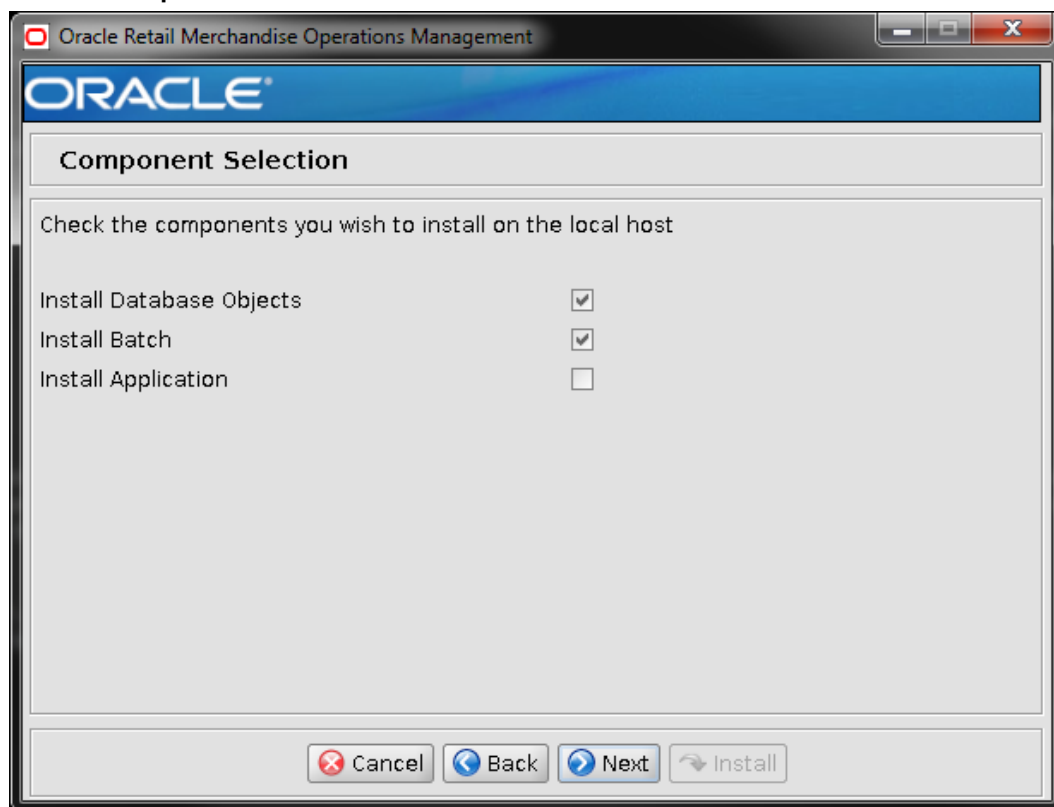 Oracle Retail Merchandise Operations Management
ORACLE
Component Selection
Check the components you wish to install on the local host
Install Database Objects
Install Batch
Install Application
Cancel Back Next Install